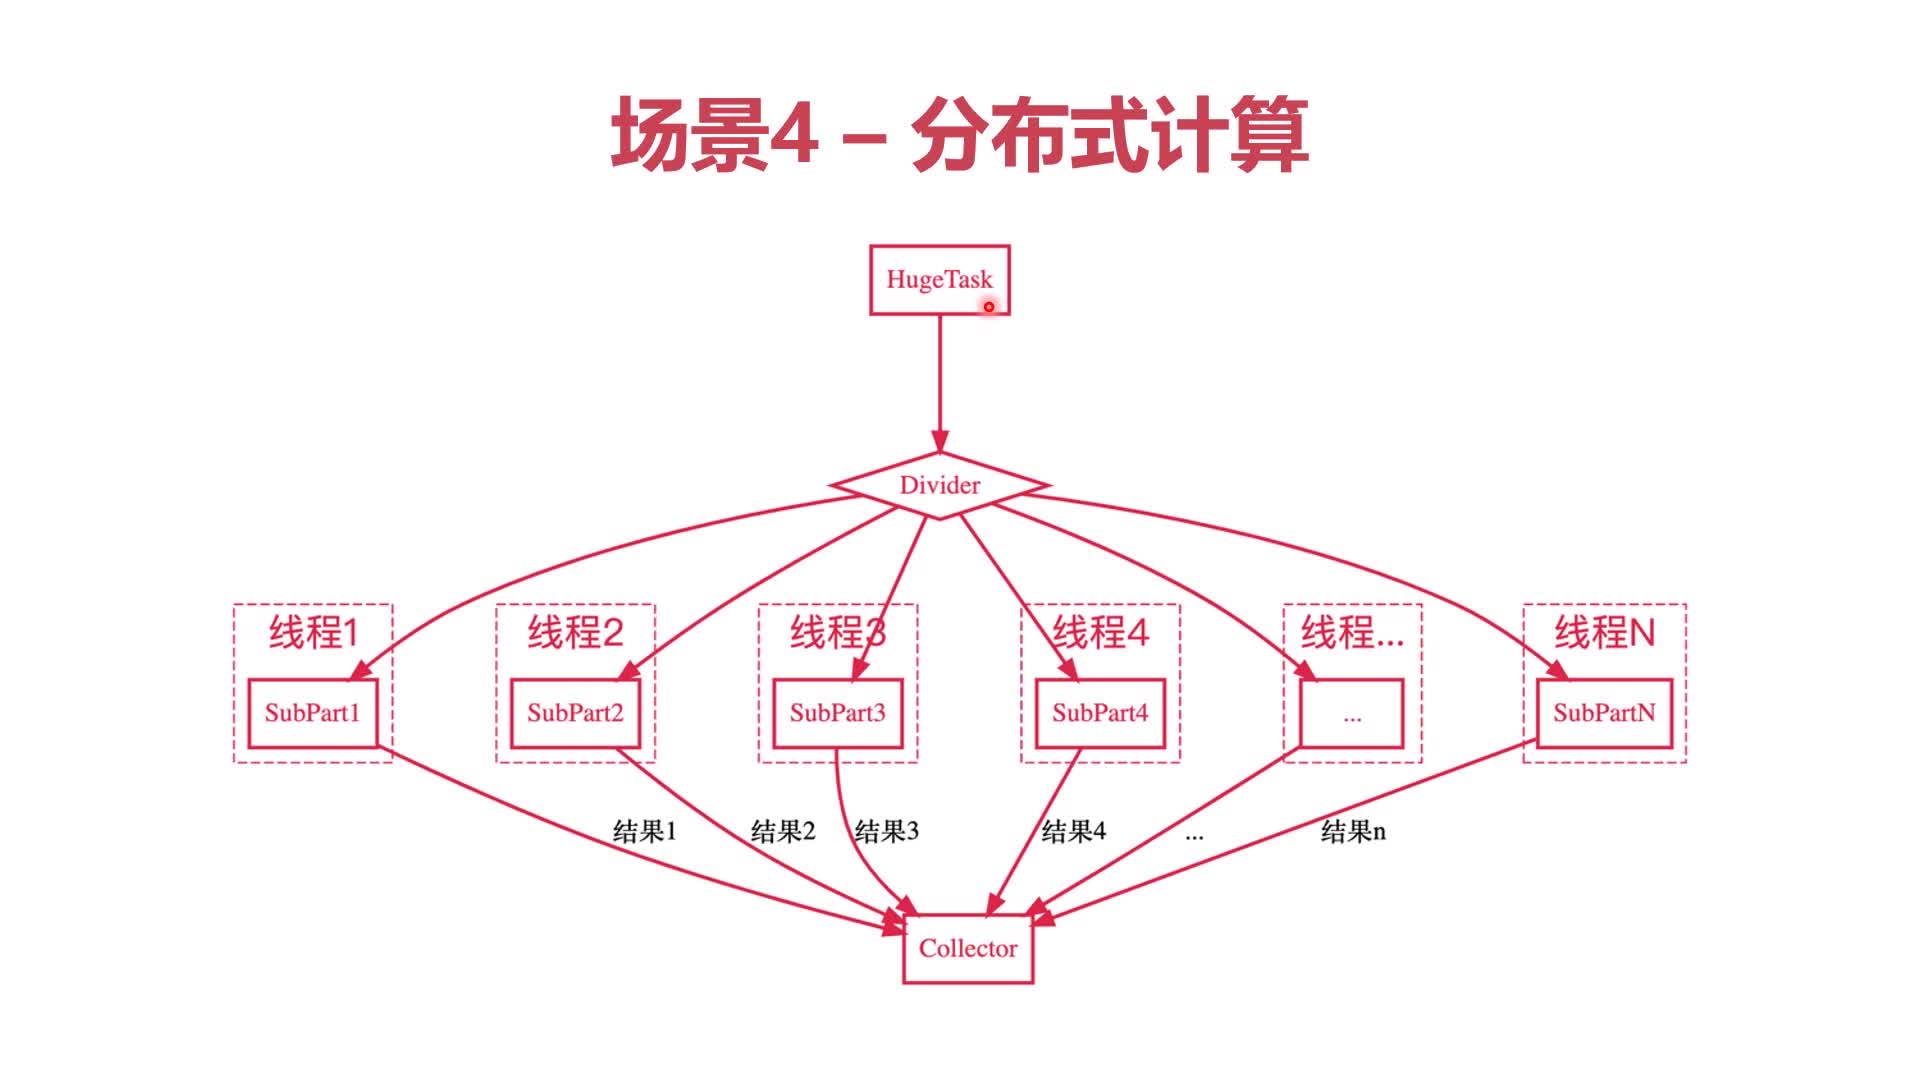 场景4 – 分布式计算
HugeTask
Divider
线程1
线程2
线程3
线程4
线程...
线程N
SubPart1
SubPart2
SubPart3
SubPart4
...
SubPartN
结果1
结果2
结果3
结果4
...
结果n
Collector